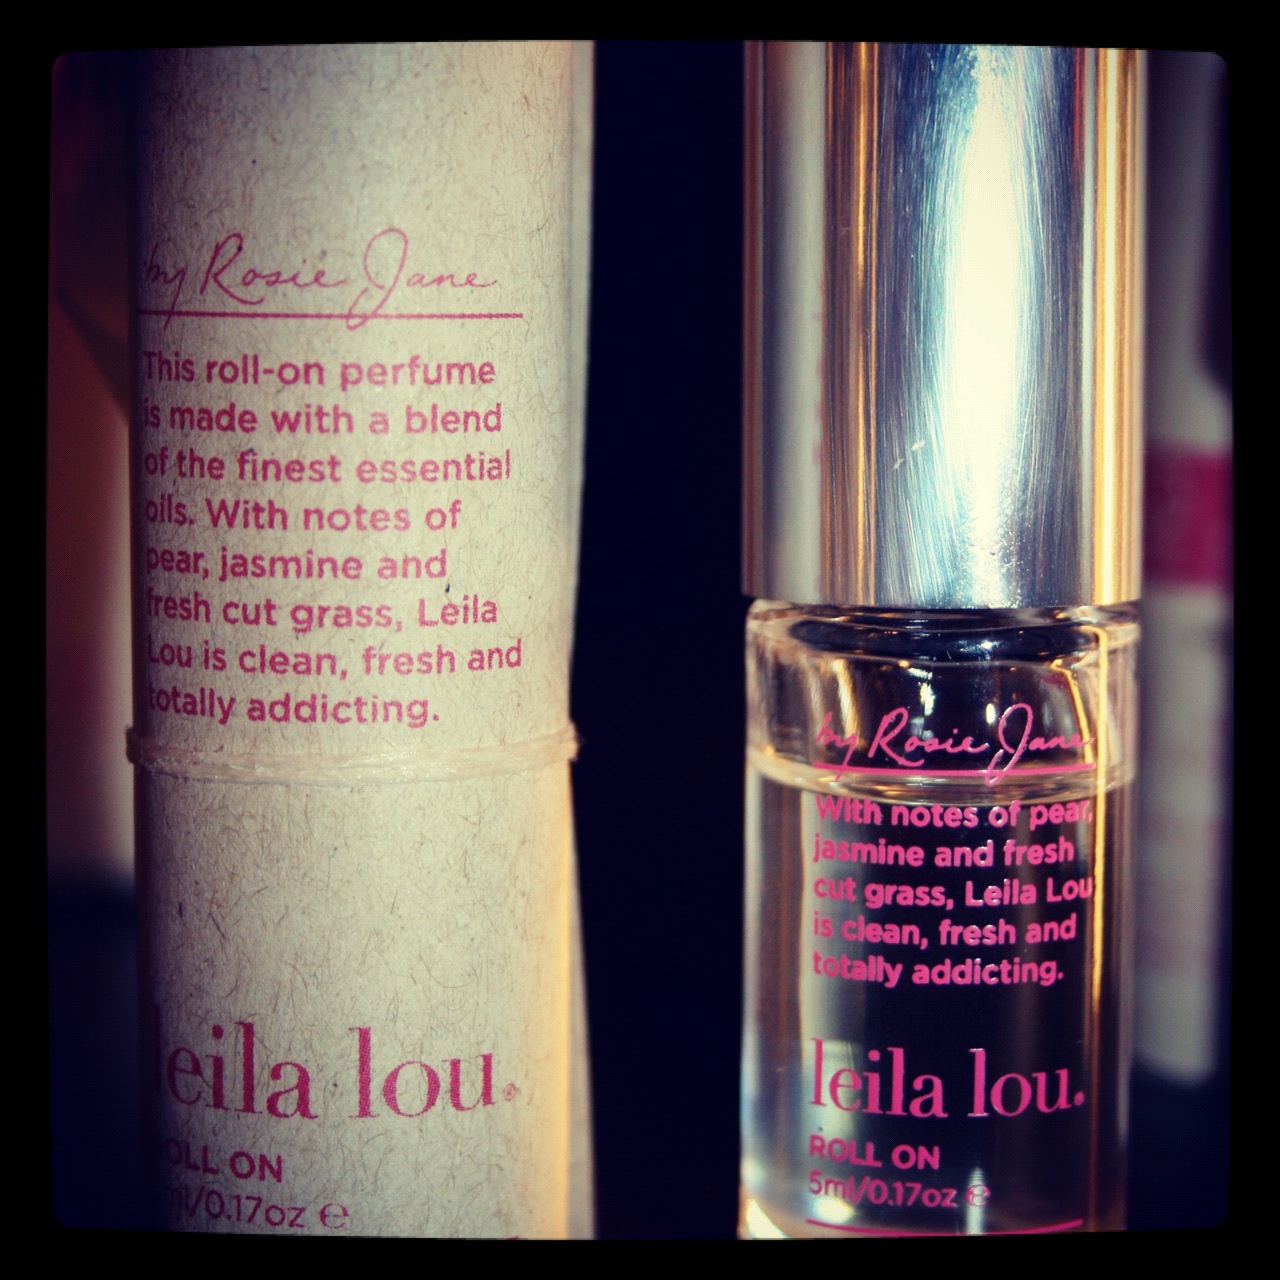 by Rosie Jane
This roll-on perfume
is made with a blend
of the finest essential
oils. With notes of
pear, jasmine and
fresh cut grass, Leila
Lou is clean, fresh and
totally addicting.
leila lou.®
ROLL ON
5ml/0.17oz ℮
by Rosie Jane
With notes of pear,
jasmine and fresh
cut grass, Leila Lou
is clean, fresh and
totally addicting.
leila lou.®
ROLL ON
5ml/0.17oz ℮